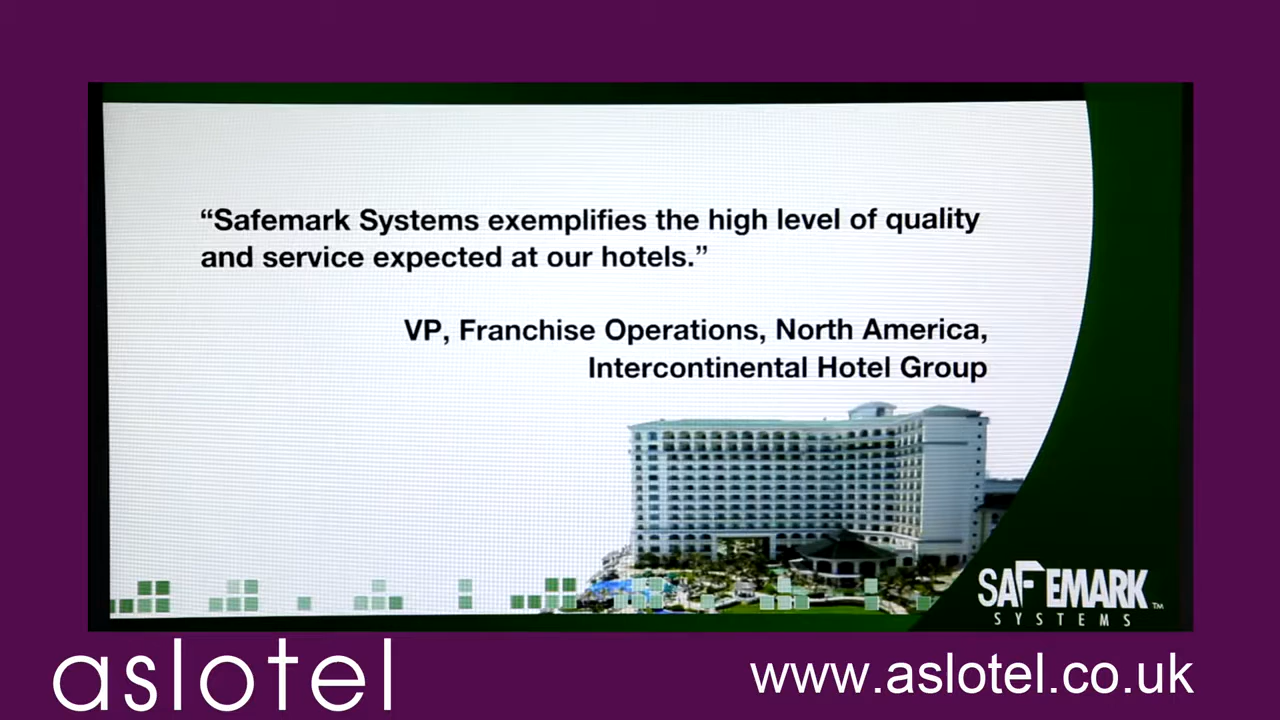 “Safemark Systems exemplifies the high level of quality
and service expected at our hotels.”
VP, Franchise Operations, North America,
Intercontinental Hotel Group
SAFEMARK™
SYSTEMS
aslotel
www.aslotel.co.uk